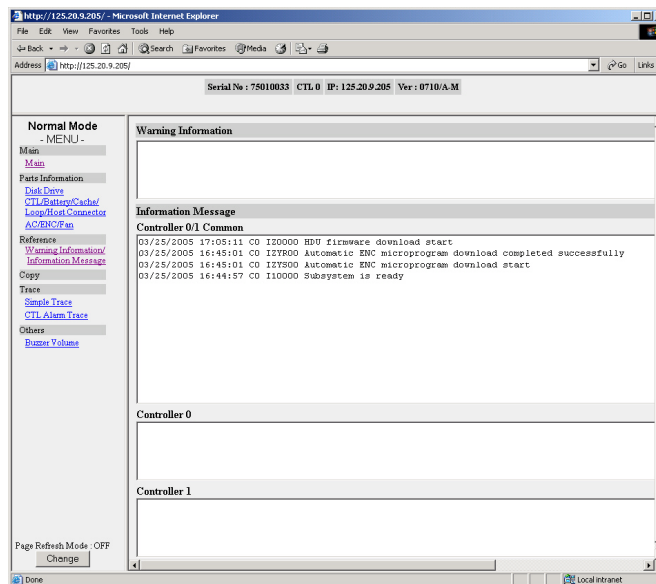 http://125.20.9.205/ - Microsoft Internet Explorer
File Edit View Favorites Tools Help
Back Search Favorites Media
Address http://125.20.9.205/ Go Links
Serial No : 75010033 CTL 0 IP : 125.20.9.205 Ver : 0710/A-M
Normal Mode
- MENU -
Main
Main
Parts Information
Disk Drive
CTL/Battery/Cache/
Loop/Host Connector
AC/ENC/Fan
Reference
Warning Information/
Information Message
Copy
Trace
Simple Trace
CTL Alarm Trace
Others
Buzzer Volume
Page Refresh Mode : OFF
Change
Warning Information
Information Message
Controller 0/1 Common
03/25/2005 17:05:11 C0 IZ0000 HDU firmware download start
03/25/2005 16:45:01 C0 IZYR00 Automatic ENC microprogram download completed successfully
03/25/2005 16:45:01 C0 IZYS00 Automatic ENC microprogram download start
03/25/2005 16:44:57 C0 I10000 Subsystem is ready
Controller 0
Controller 1
Done Local intranet